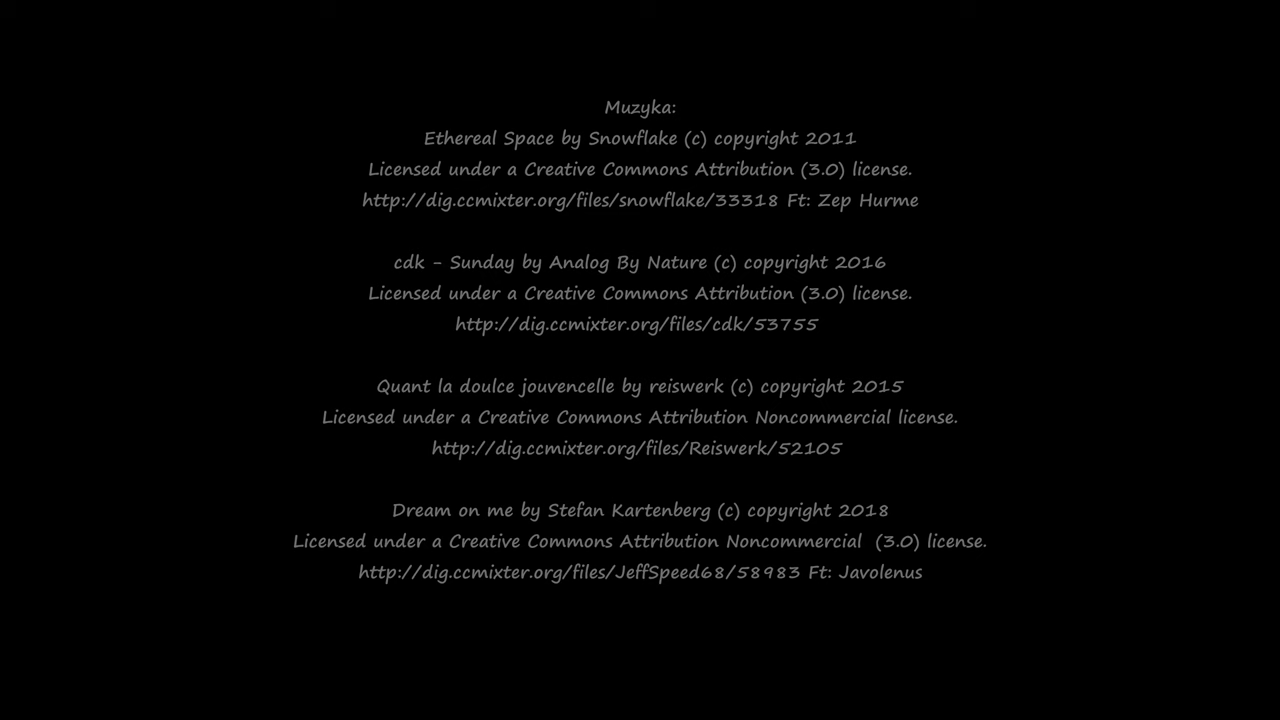 Muzyka:
Ethereal Space by Snowflake (c) copyright 2011
Licensed under a Creative Commons Attribution (3.0) license.
http://dig.ccmixter.org/files/snowflake/33318 Ft: Zep Hurme
cdk - Sunday by Analog By Nature (c) copyright 2016
Licensed under a Creative Commons Attribution (3.0) license.
http://dig.ccmixter.org/files/cdk/53755
Quant la doulce jouvencelle by reiswerk (c) copyright 2015
Licensed under a Creative Commons Attribution Noncommercial license.
http://dig.ccmixter.org/files/Reiswerk/52105
Dream on me by Stefan Kartenberg (c) copyright 2018
Licensed under a Creative Commons Attribution Noncommercial  (3.0) license.
http://dig.ccmixter.org/files/JeffSpeed68/58983 Ft: Javolenus